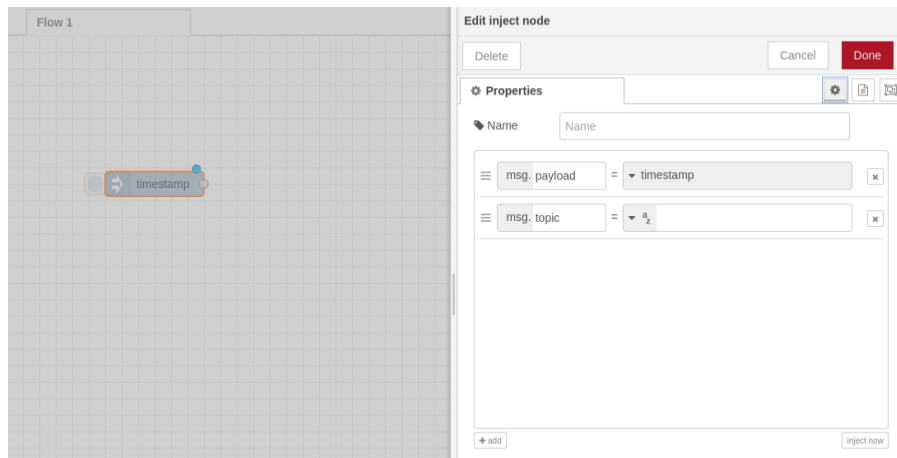 Flow 1
timestamp
Edit inject node
Delete
Cancel
Done
Properties
Name
Name
msg. payload = timestamp
msg. topic = az
add
inject now